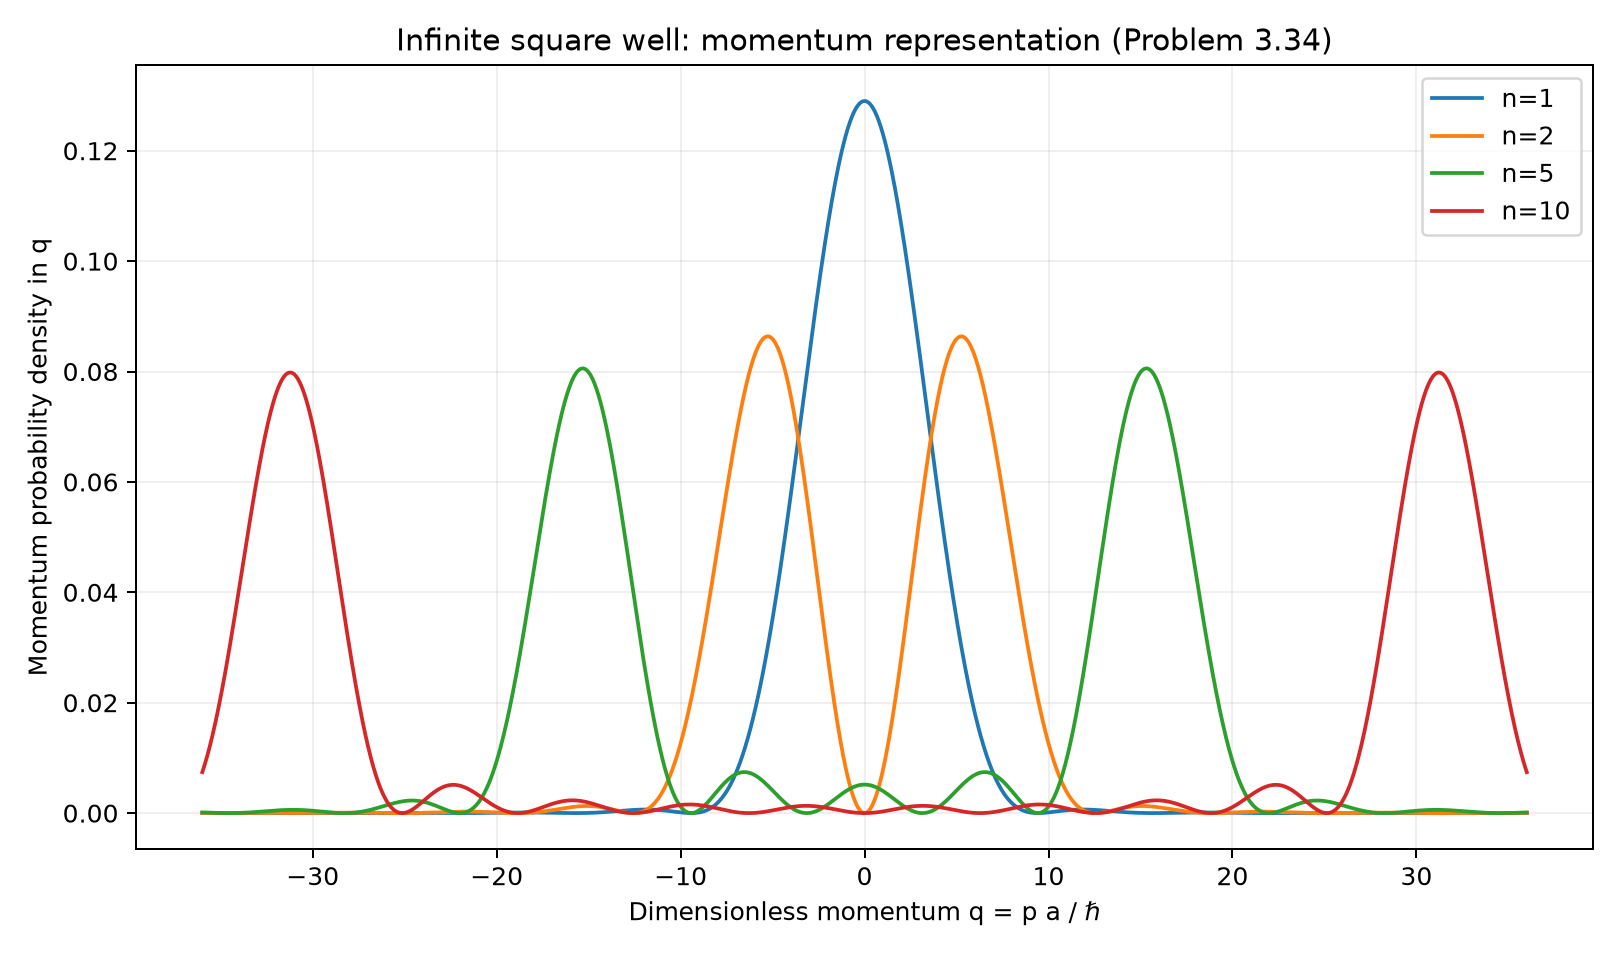 Infinite square well: momentum representation (Problem 3.34)
Momentum probability density in q
0.12
0.10
0.08
0.06
0.04
0.02
0.00
−30
−20
−10
0
10
20
30
Dimensionless momentum q = p a / ℏ
n=1
n=2
n=5
n=10